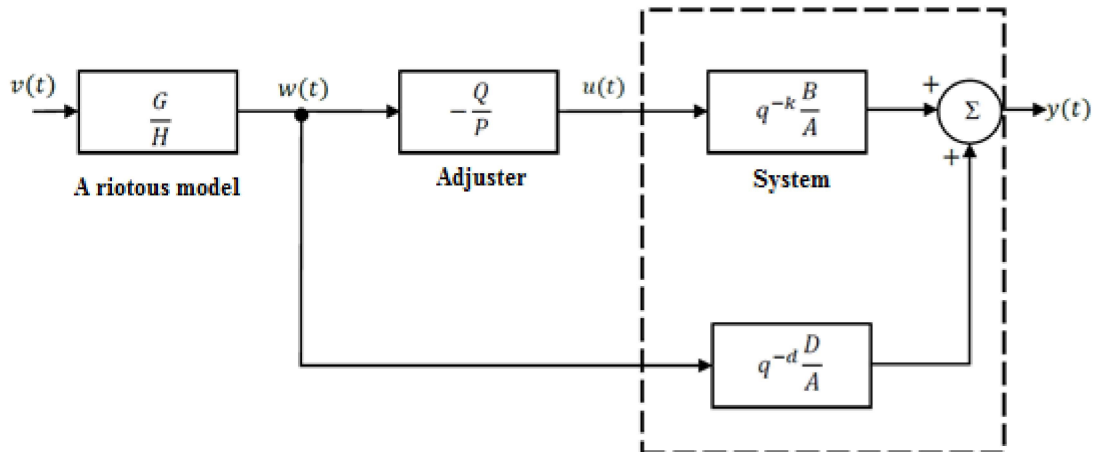 v(t)
G
H
A riotous model
w(t)
-Q/P
Adjuster
u(t)
q^{-k} B/A
System
+
Σ
+
y(t)
q^{-d} D/A